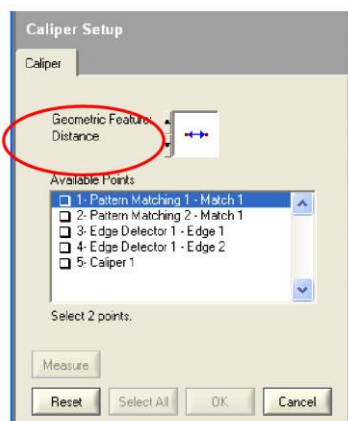 Caliper Setup
Caliper
Geometric Feature:
Distance
Available Points
1- Pattern Matching 1 - Match 1
2- Pattern Matching 2 - Match 1
3- Edge Detector 1 - Edge 1
4- Edge Detector 1 - Edge 2
5- Caliper 1
Select 2 points.
Measure
Reset Select All OK Cancel